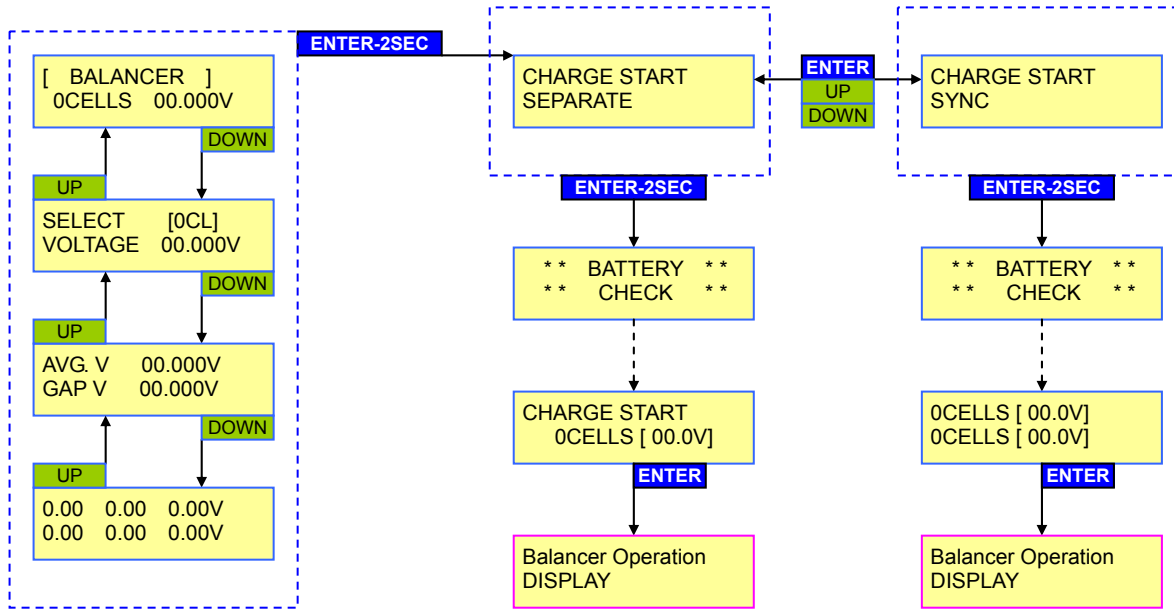 [ BALANCER ]
0CELLS 00.000V
DOWN
UP
SELECT [0CL]
VOLTAGE 00.000V
DOWN
UP
AVG. V 00.000V
GAP V 00.000V
DOWN
UP
0.00 0.00 0.00V
0.00 0.00 0.00V
ENTER-2SEC
CHARGE START
SEPARATE
ENTER
UP
DOWN
CHARGE START
SYNC
ENTER-2SEC
* * BATTERY * *
* * CHECK * *
CHARGE START
0CELLS [ 00.0V]
ENTER
Balancer Operation
DISPLAY
ENTER-2SEC
* * BATTERY * *
* * CHECK * *
0CELLS [ 00.0V]
0CELLS [ 00.0V]
ENTER
Balancer Operation
DISPLAY